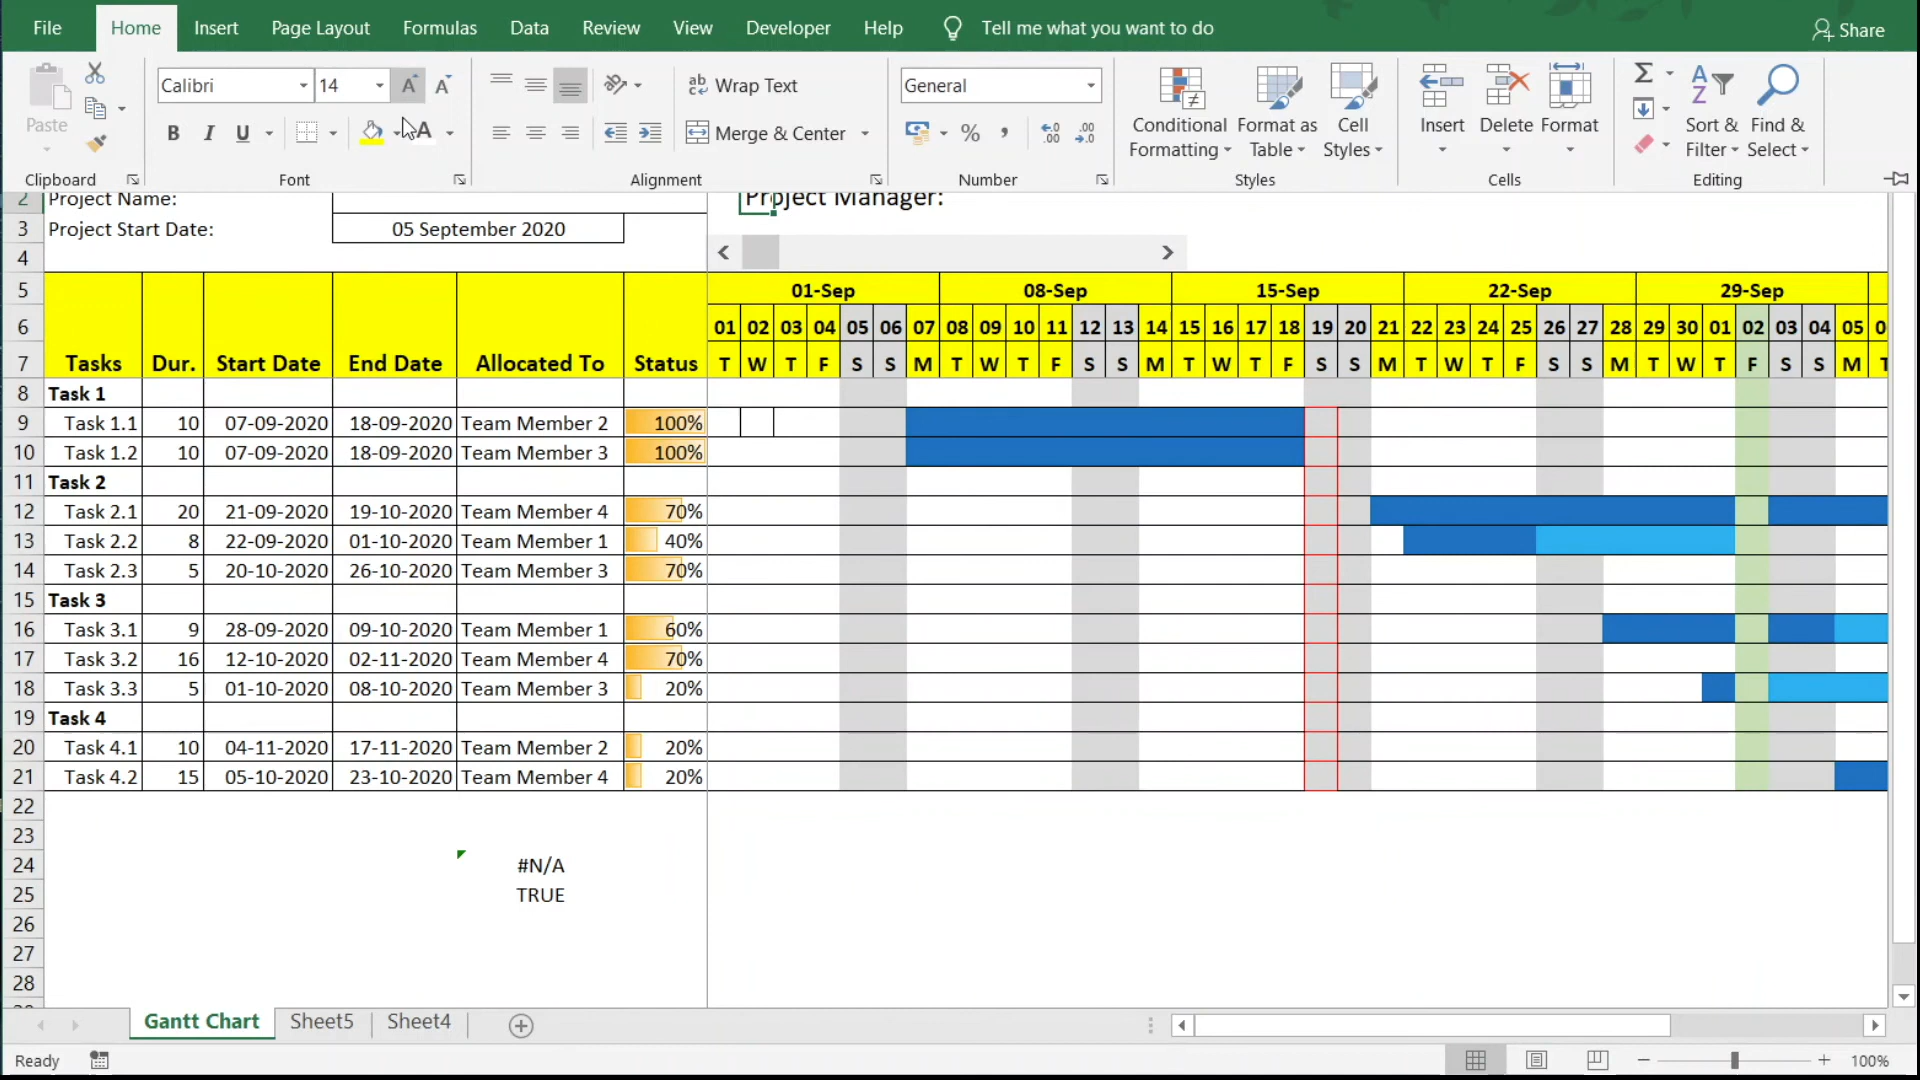 File Home Insert Page Layout Formulas Data Review View Developer Help Tell me what you want to do Share
Calibri 14 A A Wrap Text General
Paste B I U A Merge & Center % , Conditional Formatting Format as Table Cell Styles Insert Delete Format Sort & Filter Find & Select
Clipboard Font Alignment Number Styles Cells Editing
2 Project Name: Project Manager:
3 Project Start Date: 05 September 2020
4
5 01-Sep 08-Sep 15-Sep 22-Sep 29-Sep
6 01 02 03 04 05 06 07 08 09 10 11 12 13 14 15 16 17 18 19 20 21 22 23 24 25 26 27 28 29 30 01 02 03 04 05
7 Tasks Dur. Start Date End Date Allocated To Status T W T F S S M T W T F S S M T W T F S S M T W T F S S M T W T F S S M T
8 Task 1
9 Task 1.1 10 07-09-2020 18-09-2020 Team Member 2 100%
10 Task 1.2 10 07-09-2020 18-09-2020 Team Member 3 100%
11 Task 2
12 Task 2.1 20 21-09-2020 19-10-2020 Team Member 4 70%
13 Task 2.2 8 22-09-2020 01-10-2020 Team Member 1 40%
14 Task 2.3 5 20-10-2020 26-10-2020 Team Member 3 70%
15 Task 3
16 Task 3.1 9 28-09-2020 09-10-2020 Team Member 1 60%
17 Task 3.2 16 12-10-2020 02-11-2020 Team Member 4 70%
18 Task 3.3 5 01-10-2020 08-10-2020 Team Member 3 20%
19 Task 4
20 Task 4.1 10 04-11-2020 17-11-2020 Team Member 2 20%
21 Task 4.2 15 05-10-2020 23-10-2020 Team Member 4 20%
22
23
24 #N/A
25 TRUE
26
27
28
Gantt Chart Sheet5 Sheet4
Ready 100%